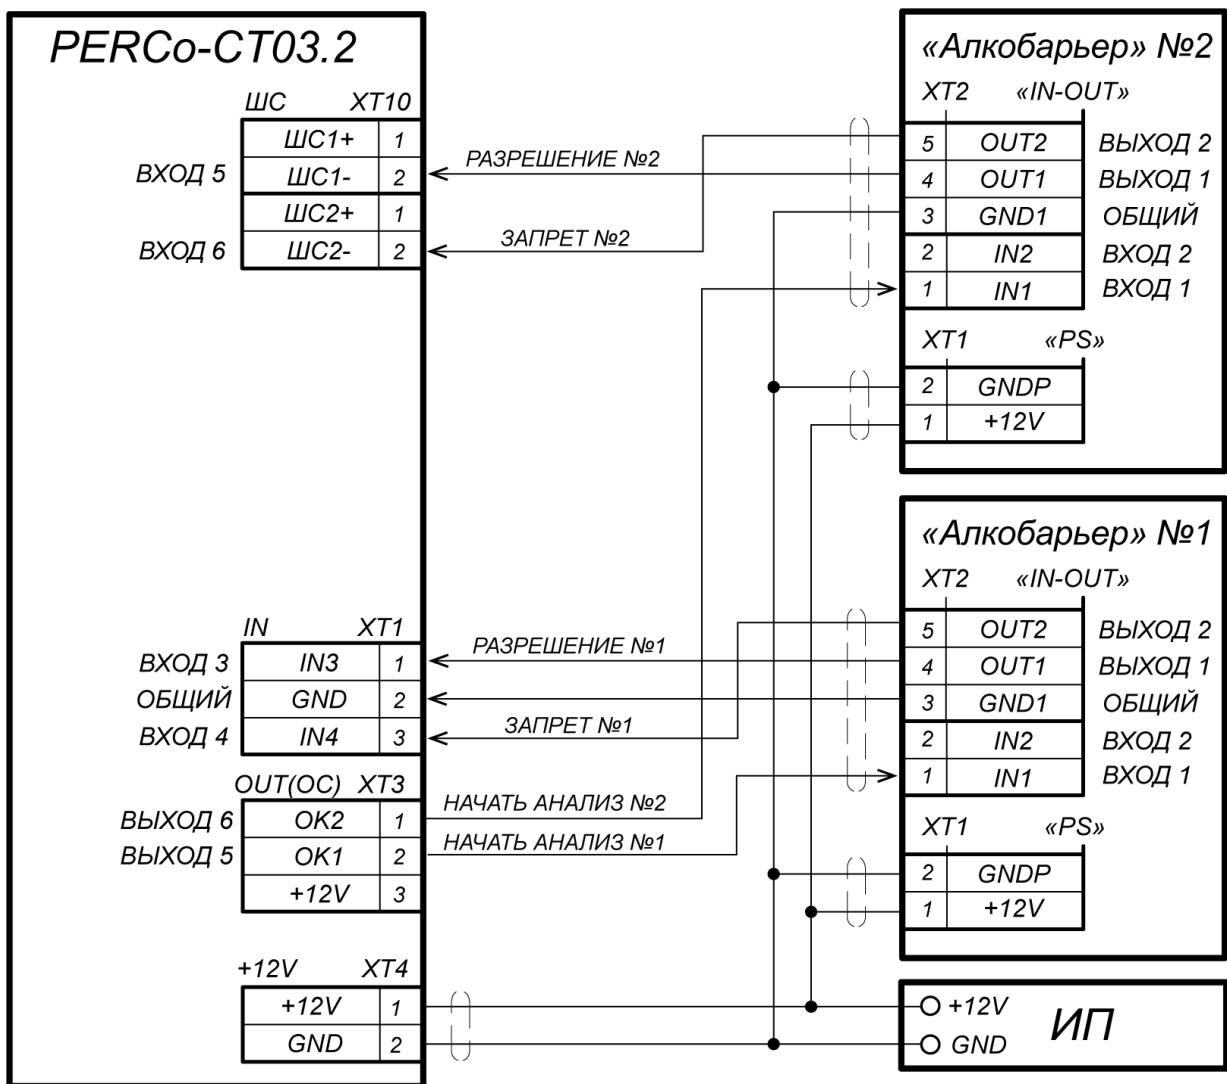 PERCo-CT03.2
ШС XT10
ШС1+ 1
ВХОД 5 ШС1- 2
ШС2+ 1
ВХОД 6 ШС2- 2
РАЗРЕШЕНИЕ №2
ЗАПРЕТ №2
«Алкобарьер» №2
XT2 «IN-OUT»
5 OUT2 ВЫХОД 2
4 OUT1 ВЫХОД 1
3 GND1 ОБЩИЙ
2 IN2 ВХОД 2
1 IN1 ВХОД 1
XT1 «PS»
2 GNDP
1 +12V
IN XT1
ВХОД 3 IN3 1
ОБЩИЙ GND 2
ВХОД 4 IN4 3
OUT(OC) XT3
ВЫХОД 6 OK2 1
ВЫХОД 5 OK1 2
+12V 3
РАЗРЕШЕНИЕ №1
ЗАПРЕТ №1
НАЧАТЬ АНАЛИЗ №2
НАЧАТЬ АНАЛИЗ №1
«Алкобарьер» №1
XT2 «IN-OUT»
5 OUT2 ВЫХОД 2
4 OUT1 ВЫХОД 1
3 GND1 ОБЩИЙ
2 IN2 ВХОД 2
1 IN1 ВХОД 1
XT1 «PS»
2 GNDP
1 +12V
+12V XT4
+12V 1
GND 2
+12V
GND
ИП